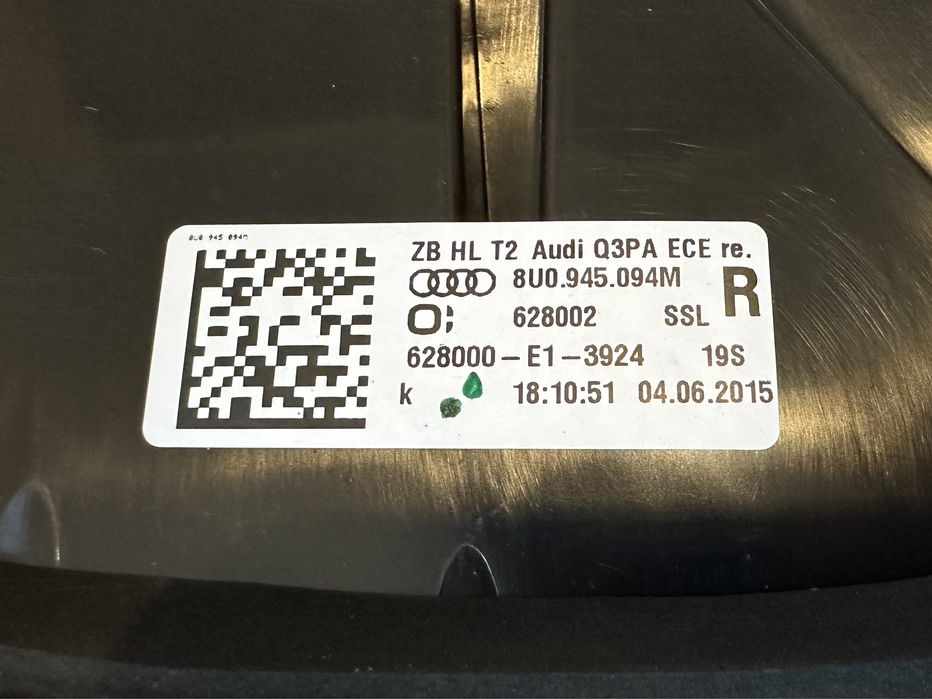 8U0 945 094M
ZB HL T2 Audi Q3PA ECE re.
8U0.945.094M R
628002 SSL
628000-E1-3924 19S
k 18:10:51 04.06.2015